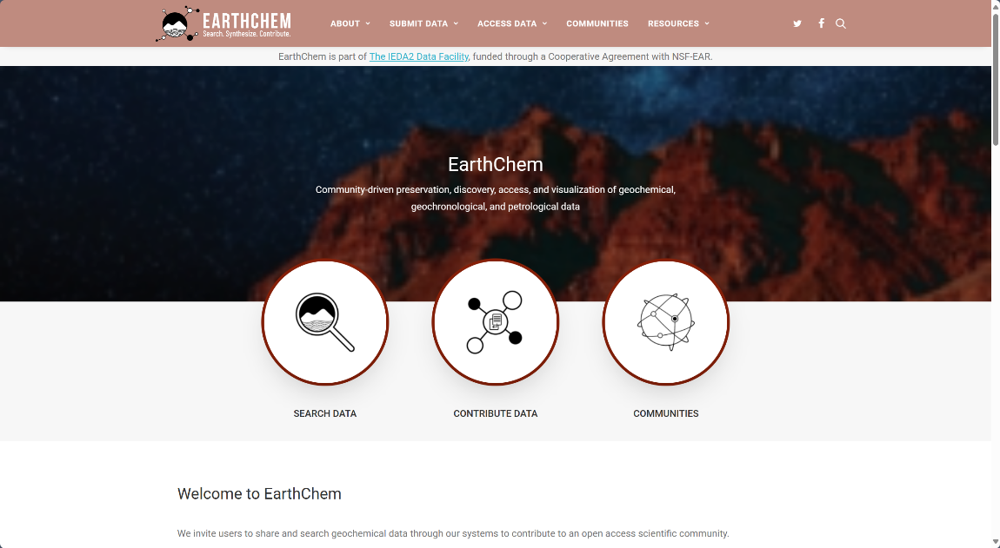 EARTHCHEM
Search. Synthesize. Contribute.
ABOUT SUBMIT DATA ACCESS DATA COMMUNITIES RESOURCES
EarthChem is part of The IEDA2 Data Facility, funded through a Cooperative Agreement with NSF-EAR.
EarthChem
Community-driven preservation, discovery, access, and visualization of geochemical,
geochronological, and petrological data
SEARCH DATA CONTRIBUTE DATA COMMUNITIES
Welcome to EarthChem
We invite users to share and search geochemical data through our systems to contribute to an open access scientific community.